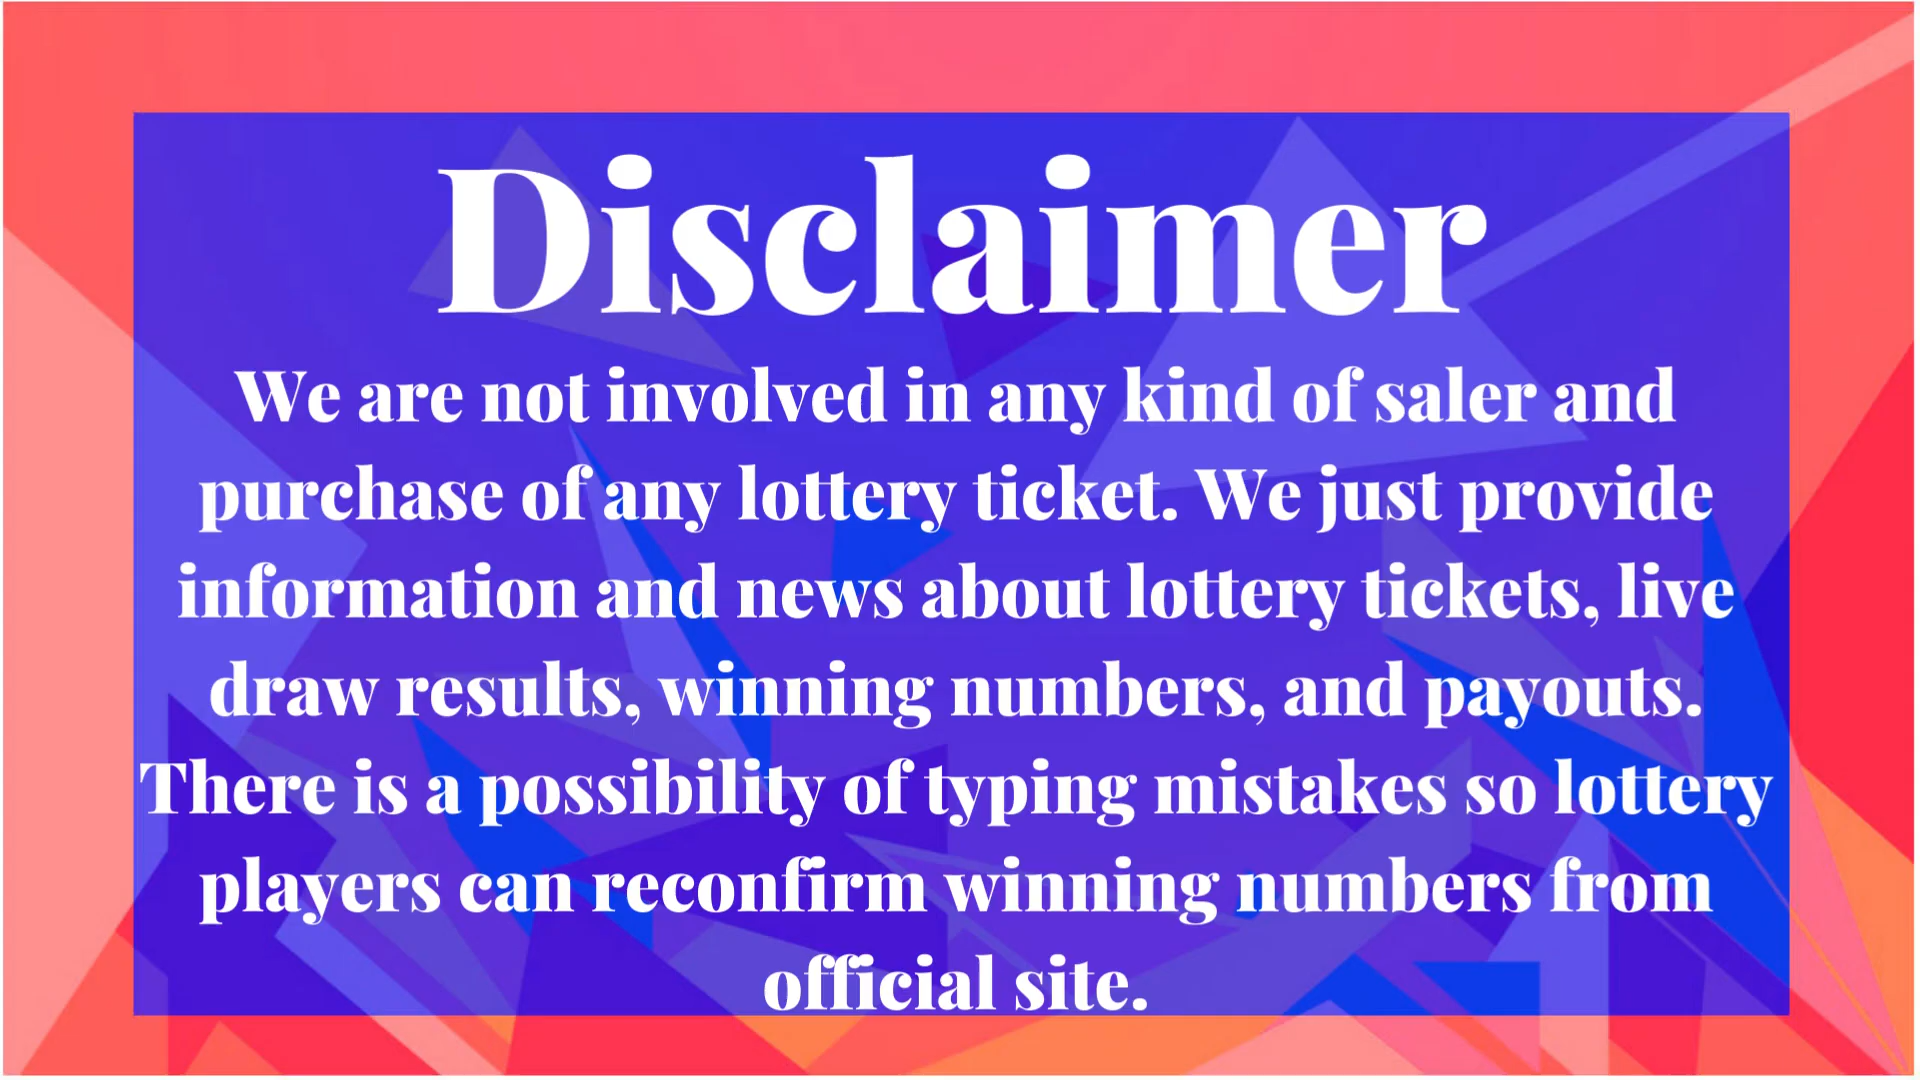 Disclaimer
We are not involved in any kind of saler and
purchase of any lottery ticket. We just provide
information and news about lottery tickets, live
draw results, winning numbers, and payouts.
There is a possibility of typing mistakes so lottery
players can reconfirm winning numbers from
official site.